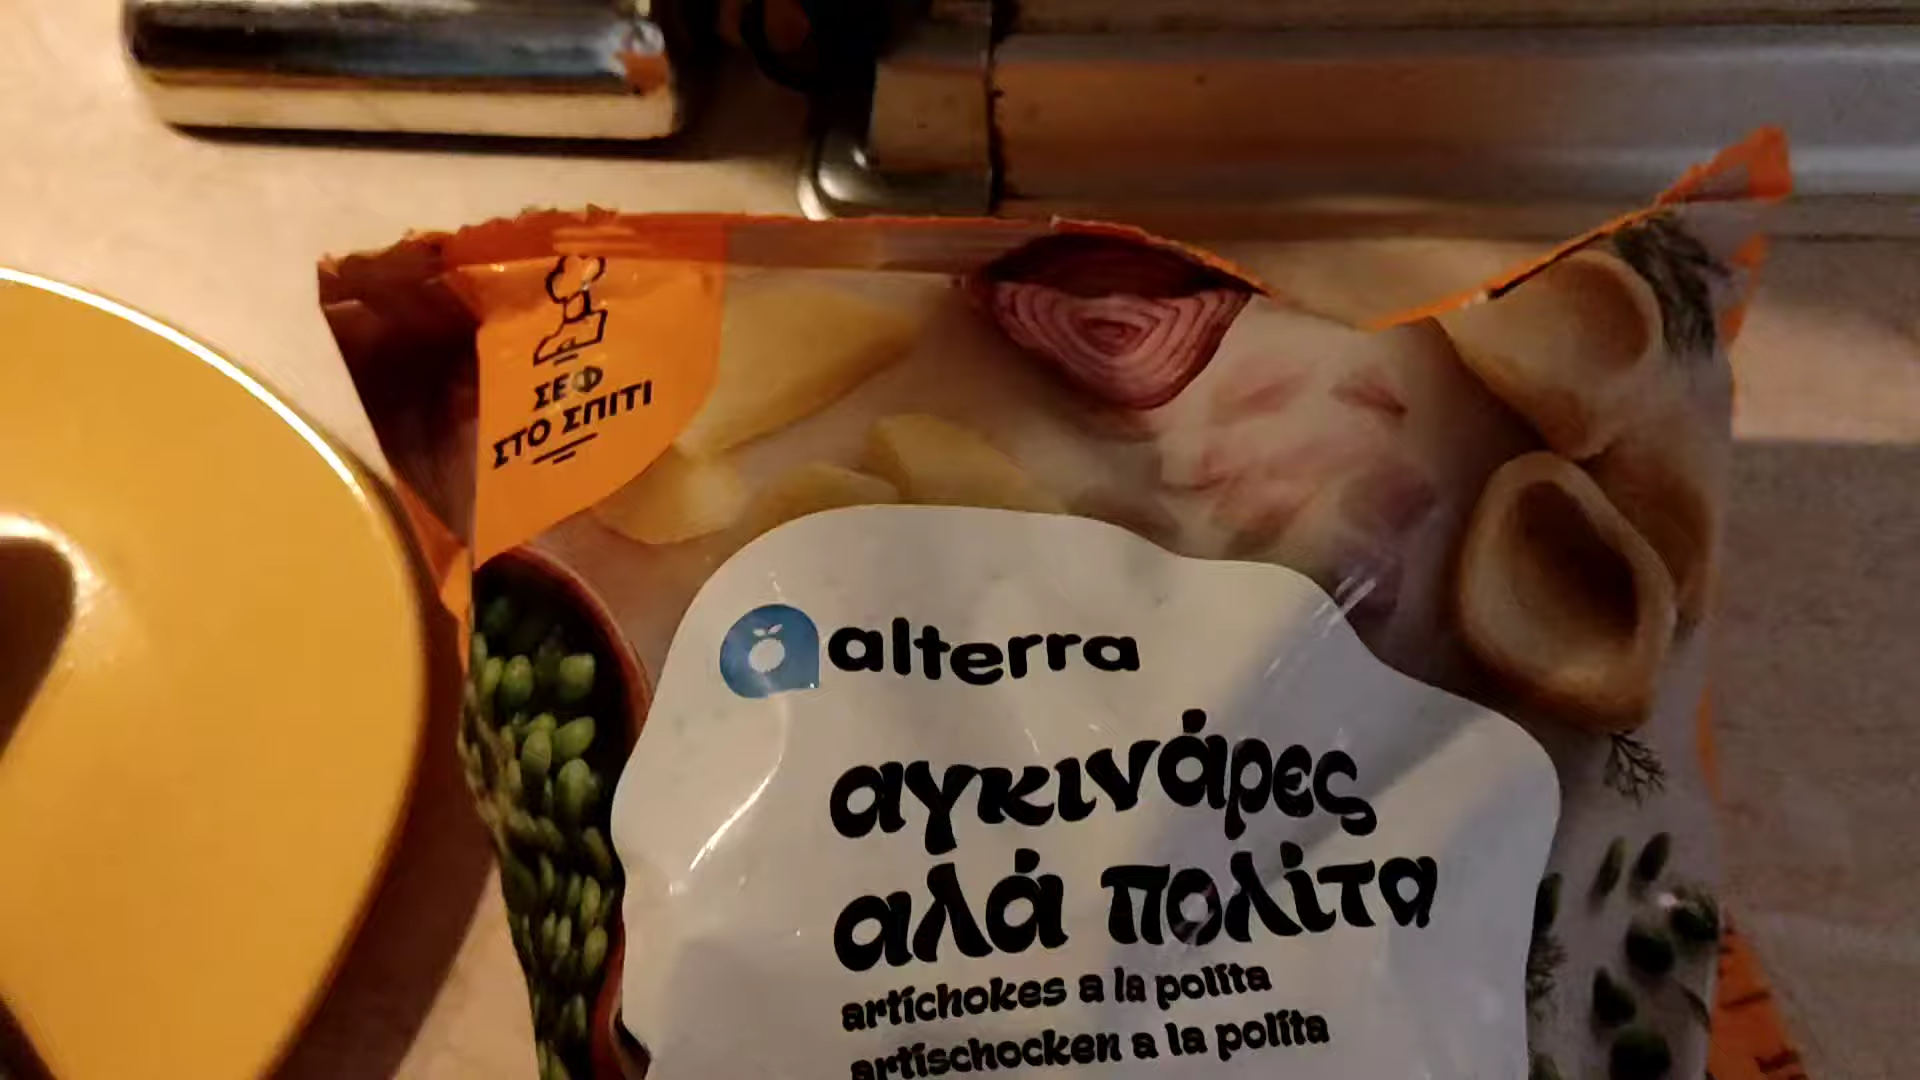 ΣΕΦ
ΣΤΟ ΣΠΙΤΙ
alterra
αγκινάρες
αλά πολίτα
artichokes a la polita
artischocken a la polita